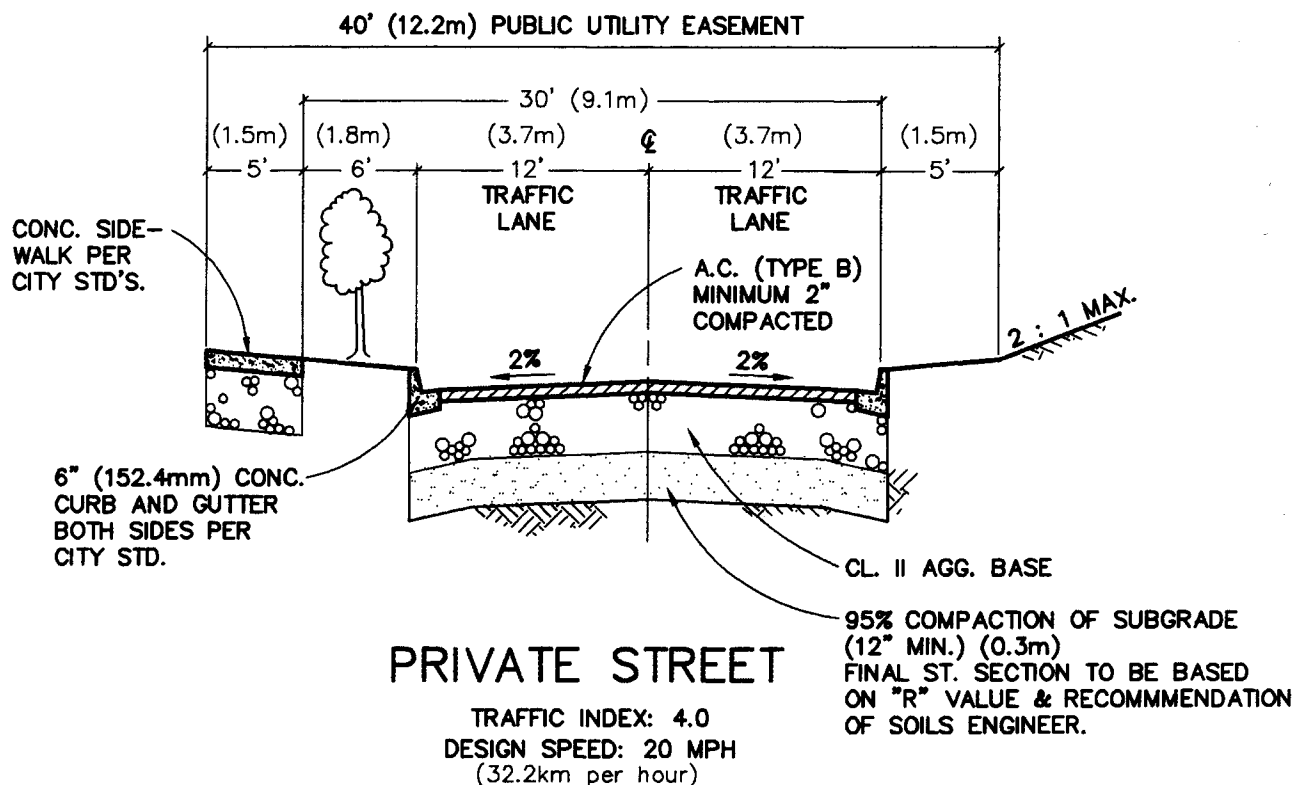 40' (12.2m) PUBLIC UTILITY EASEMENT
30' (9.1m)
(1.5m) (1.8m) (3.7m) ℄ (3.7m) (1.5m)
5' 6' 12' 12' 5'
TRAFFIC
LANE
TRAFFIC
LANE
CONC. SIDE-
WALK PER
CITY STD'S.
A.C. (TYPE B)
MINIMUM 2"
COMPACTED
2 : 1 MAX.
2% 2%
6" (152.4mm) CONC.
CURB AND GUTTER
BOTH SIDES PER
CITY STD.
CL. II AGG. BASE
95% COMPACTION OF SUBGRADE
(12" MIN.) (0.3m)
FINAL ST. SECTION TO BE BASED
ON "R" VALUE & RECOMMMENDATION
OF SOILS ENGINEER.
PRIVATE STREET
TRAFFIC INDEX: 4.0
DESIGN SPEED: 20 MPH
(32.2km per hour)